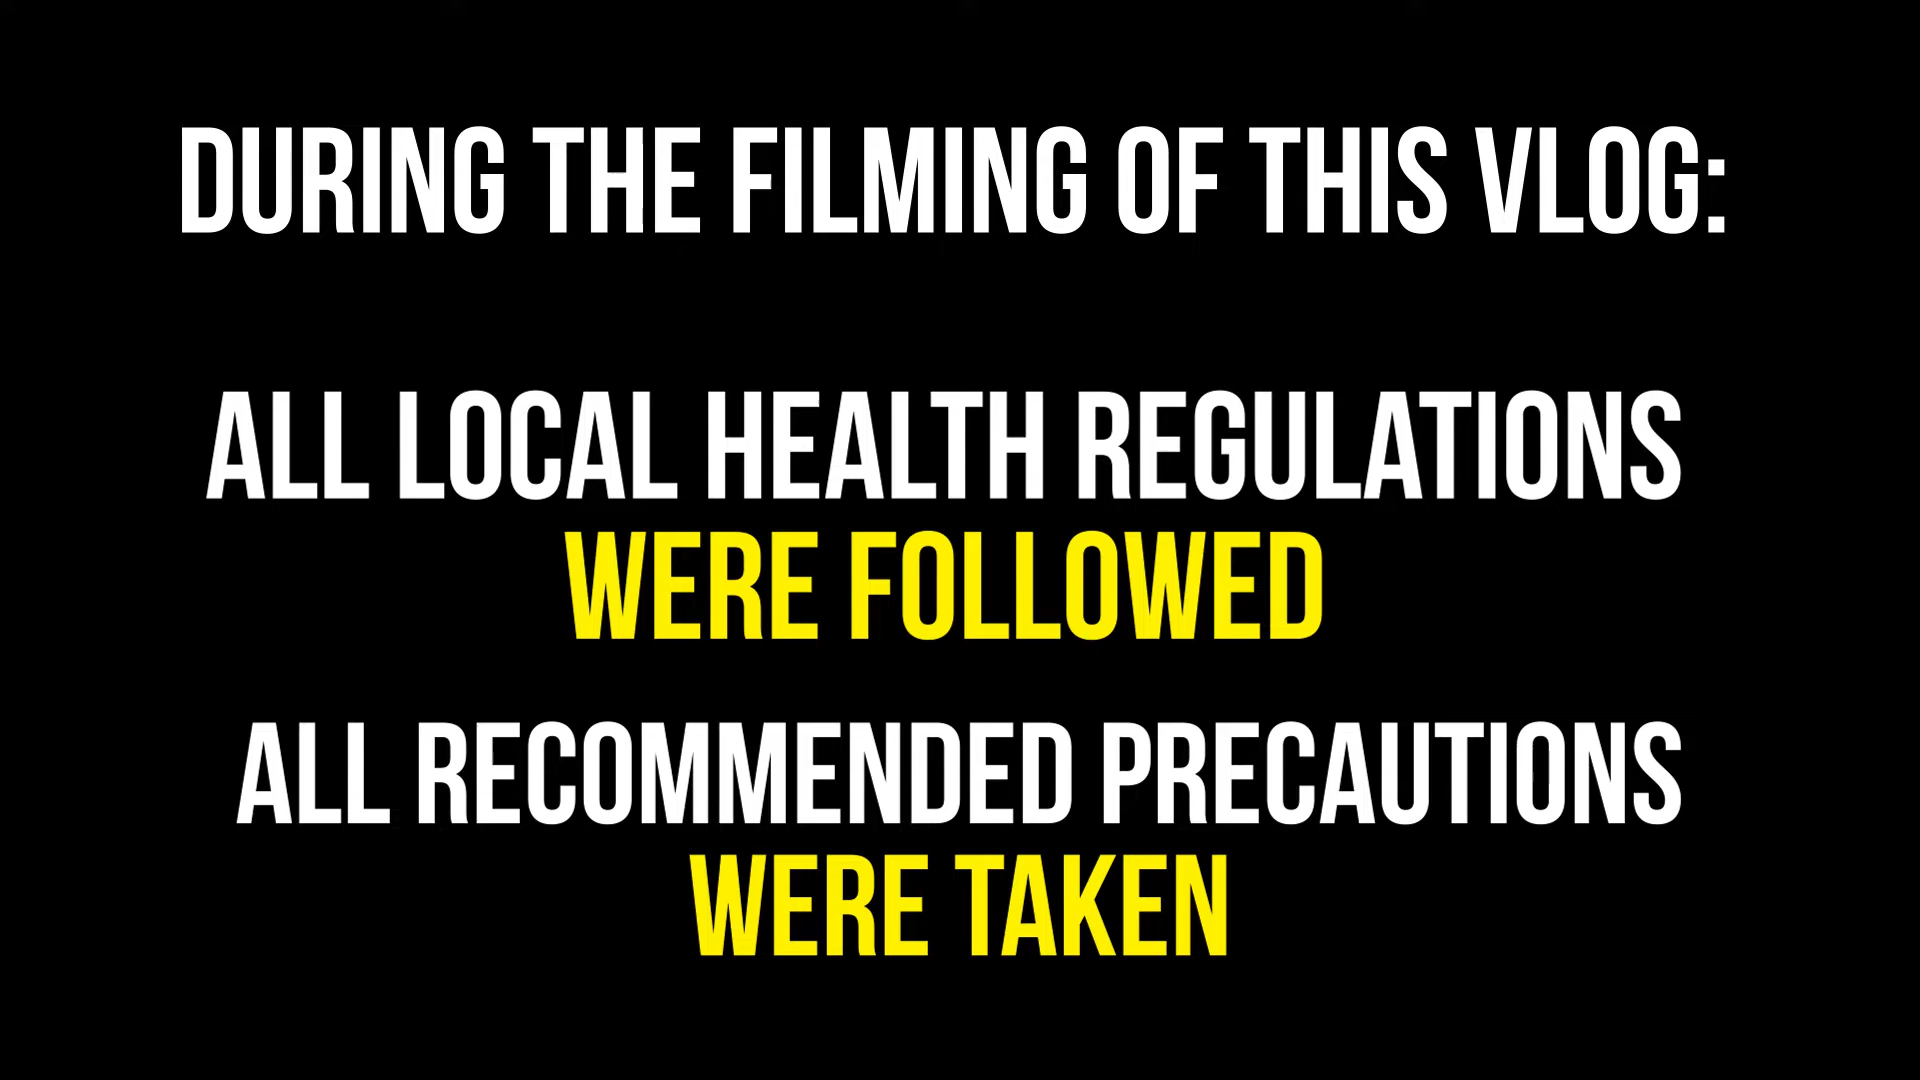 DURING THE FILMING OF THIS VLOG:
ALL LOCAL HEALTH REGULATIONS
WERE FOLLOWED
ALL RECOMMENDED PRECAUTIONS
WERE TAKEN